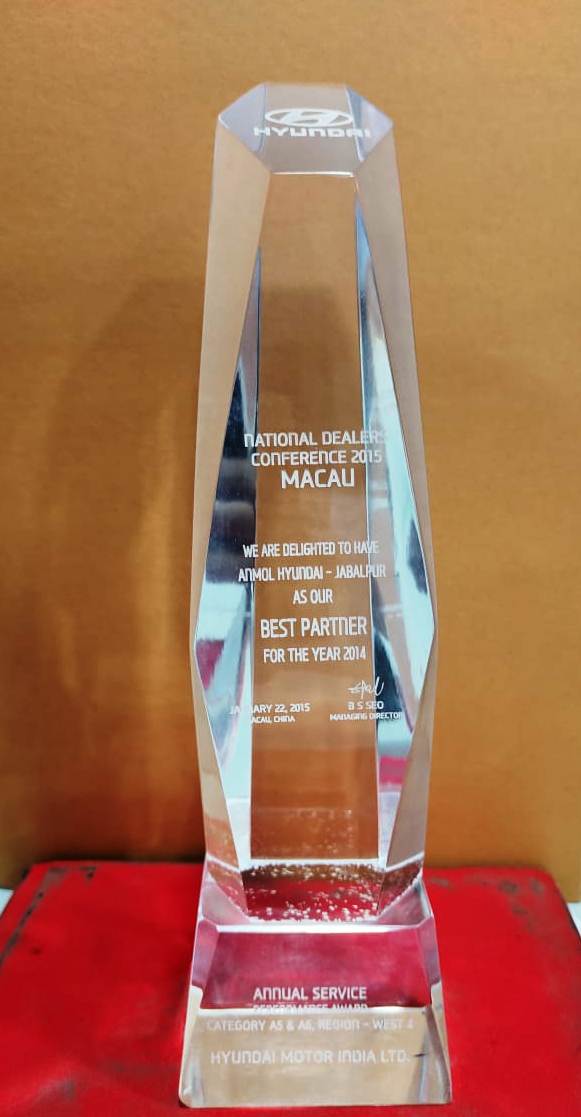 HYUNDAI
NATIONAL DEALERS
CONFERENCE 2015
MACAU
WE ARE DELIGHTED TO HAVE
ANMOL HYUNDAI - JABALPUR
AS OUR
BEST PARTNER
FOR THE YEAR 2014
JANUARY 22, 2015
MACAU, CHINA
B S SEO
MANAGING DIRECTOR
ANNUAL SERVICE
PERFORMANCE AWARD
CATEGORY A5 & A6, REGION - WEST 4
HYUNDAI MOTOR INDIA LTD.